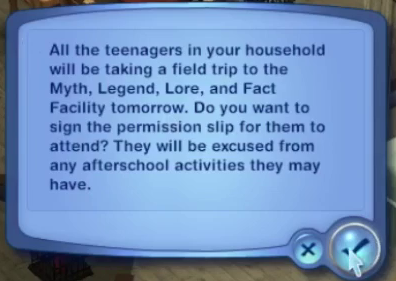 All the teenagers in your household
will be taking a field trip to the
Myth, Legend, Lore, and Fact
Facility tomorrow. Do you want to
sign the permission slip for them to
attend? They will be excused from
any afterschool activities they may
have.